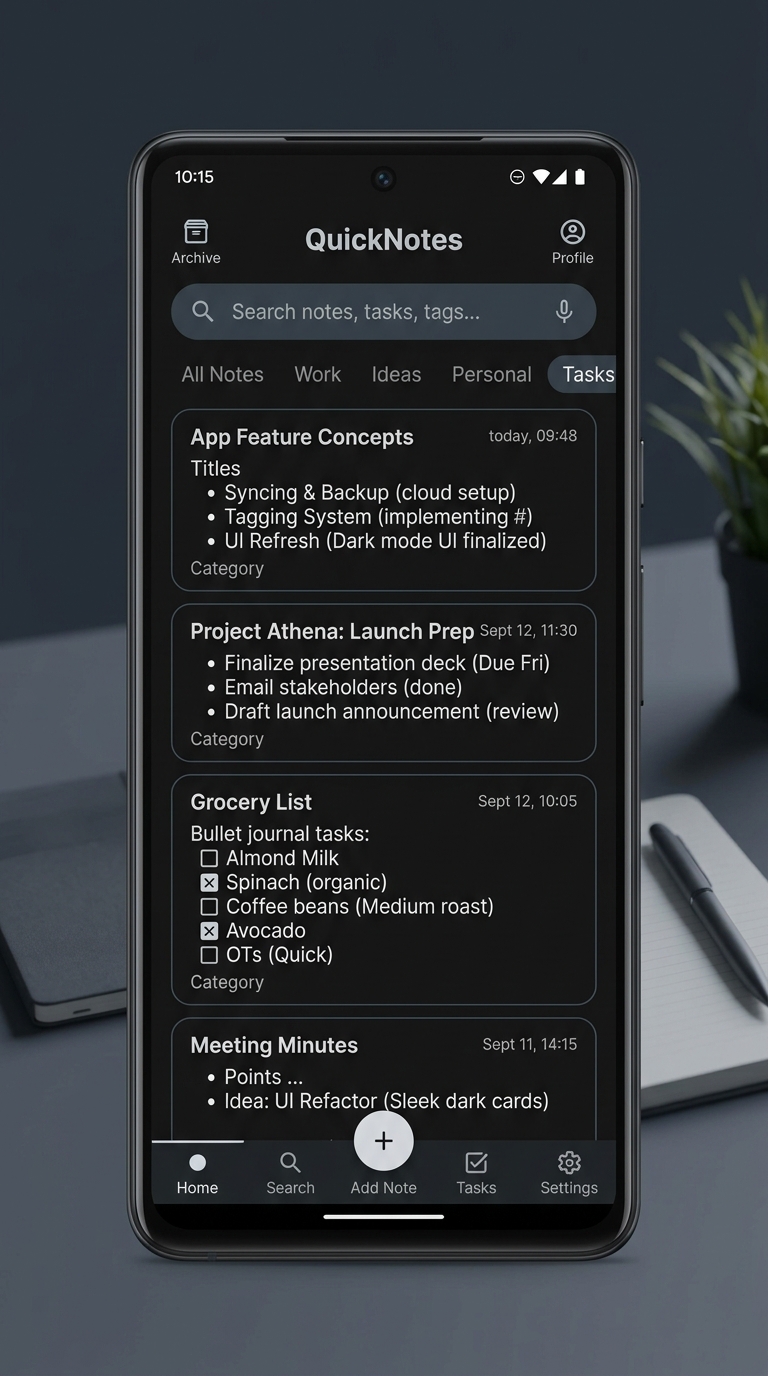 10:15
QuickNotes
Archive
Profile
Search notes, tasks, tags...
All Notes Work Ideas Personal Tasks
App Feature Concepts today, 09:48
Titles
• Syncing & Backup (cloud setup)
• Tagging System (implementing #)
• UI Refresh (Dark mode UI finalized)
Category
Project Athena: Launch Prep Sept 12, 11:30
• Finalize presentation deck (Due Fri)
• Email stakeholders (done)
• Draft launch announcement (review)
Category
Grocery List Sept 12, 10:05
Bullet journal tasks:
☐ Almond Milk
☒ Spinach (organic)
☐ Coffee beans (Medium roast)
☒ Avocado
☐ OTs (Quick)
Category
Meeting Minutes Sept 11, 14:15
• Points ...
• Idea: UI Refactor (Sleek dark cards)
+
Home Search Add Note Tasks Settings